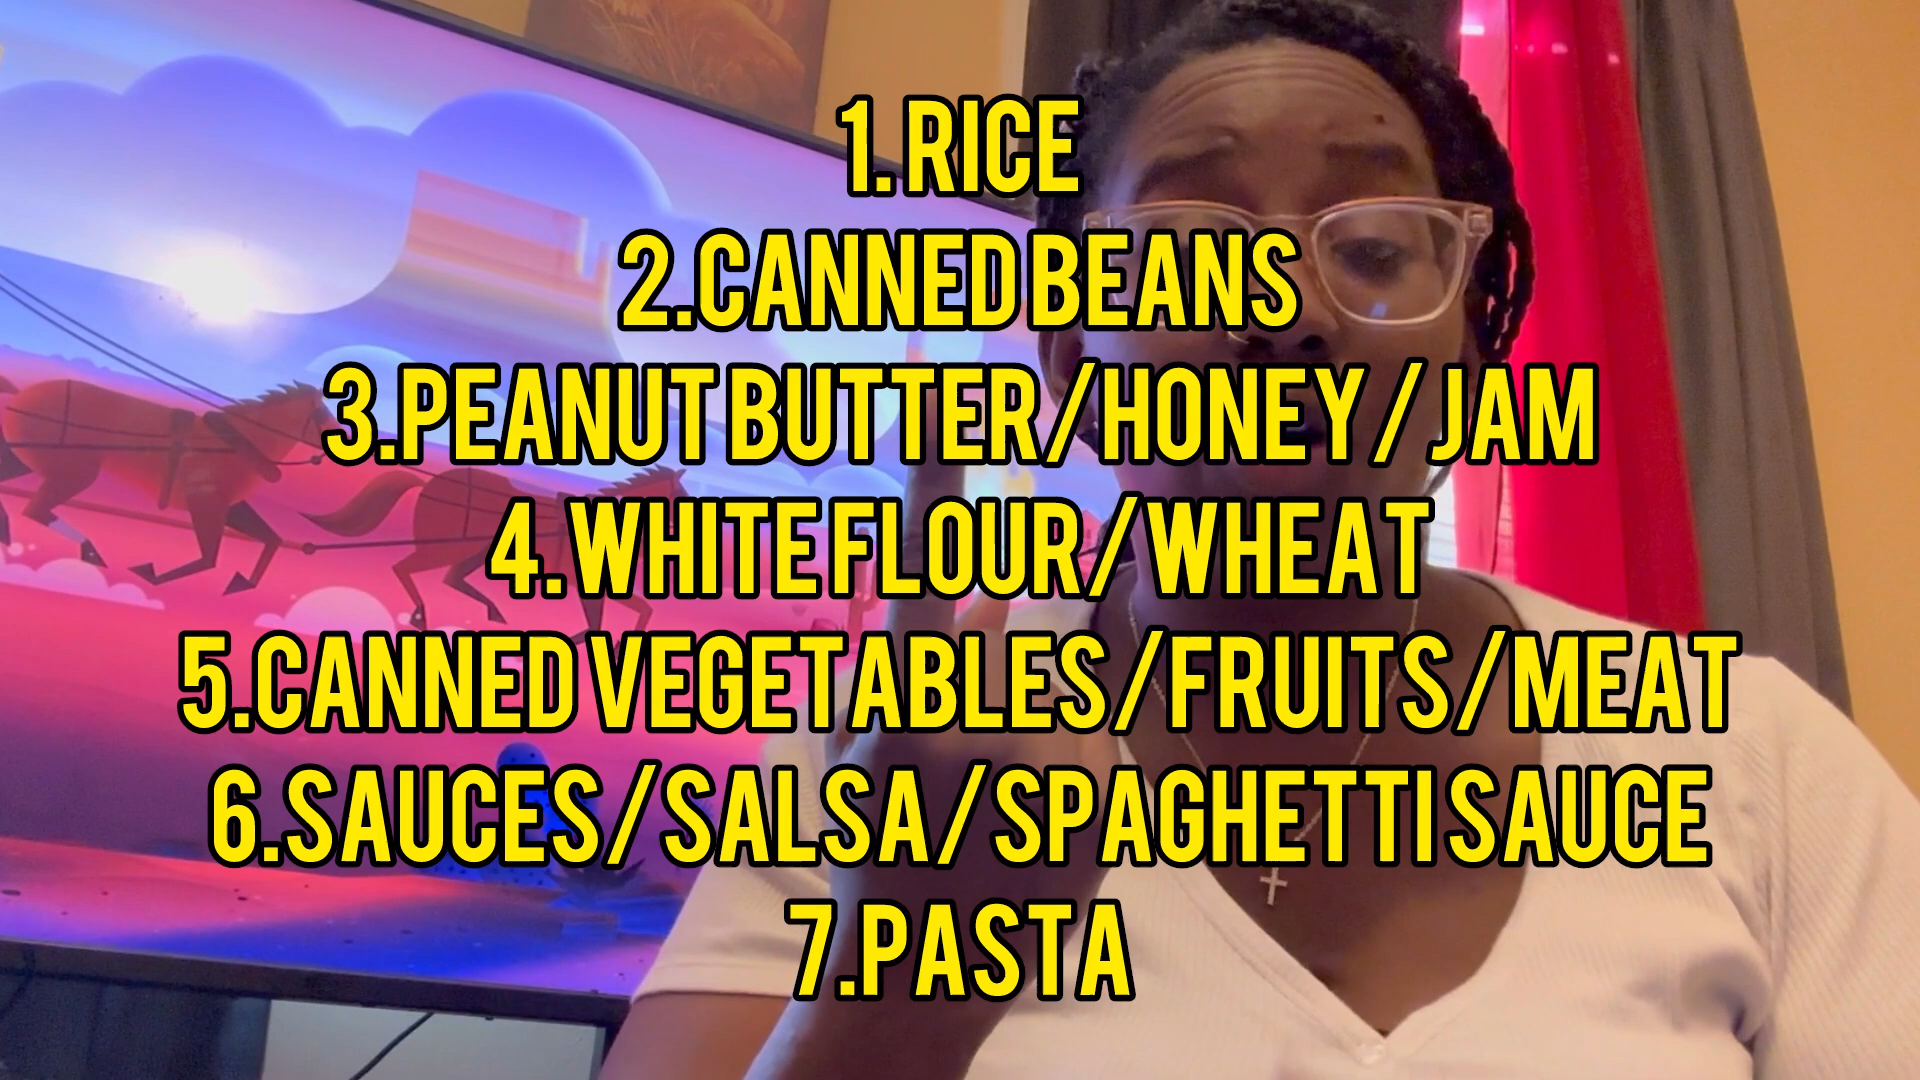 1. RICE
2.CANNED BEANS
3.PEANUT BUTTER/HONEY / JAM
4. WHITE FLOUR/WHEAT
5.CANNED VEGETABLES/FRUITS/MEAT
6.SAUCES/SALSA/SPAGHETTI SAUCE
7.PASTA